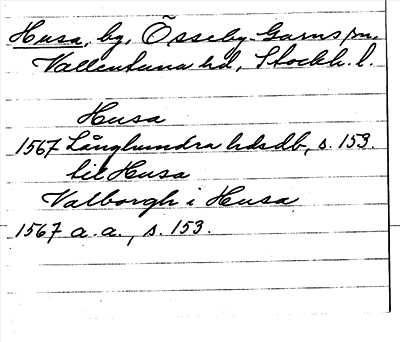 Husa, by, Össeby-Garns sn.
Vallentuna hd, Stockh. l.
Husa
1567 Långhundra hdsdb, s. 153.
til Husa
Valborgh i Husa
1567 a. a., s. 153.